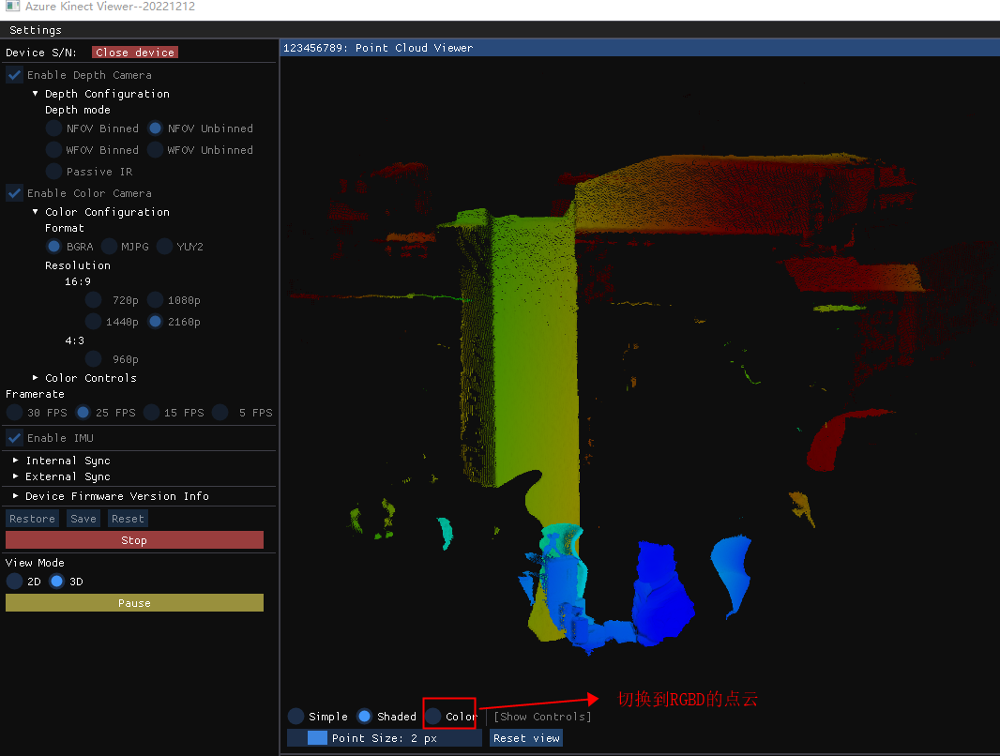 Azure Kinect Viewer--20221212
Settings
Device S/N: Close device
123456789: Point Cloud Viewer
Enable Depth Camera
Depth Configuration
Depth mode
NFOV Binned NFOV Unbinned
WFOV Binned WFOV Unbinned
Passive IR
Enable Color Camera
Color Configuration
Format
BGRA MJPG YUY2
Resolution
16:9
720p 1080p
1440p 2160p
4:3
960p
Color Controls
Framerate
30 FPS 25 FPS 15 FPS 5 FPS
Enable IMU
Internal Sync
External Sync
Device Firmware Version Info
Restore Save Reset
Stop
View Mode
2D 3D
Pause
切换到RGBD的点云
Simple Shaded Color [Show Controls]
Point Size: 2 px Reset view